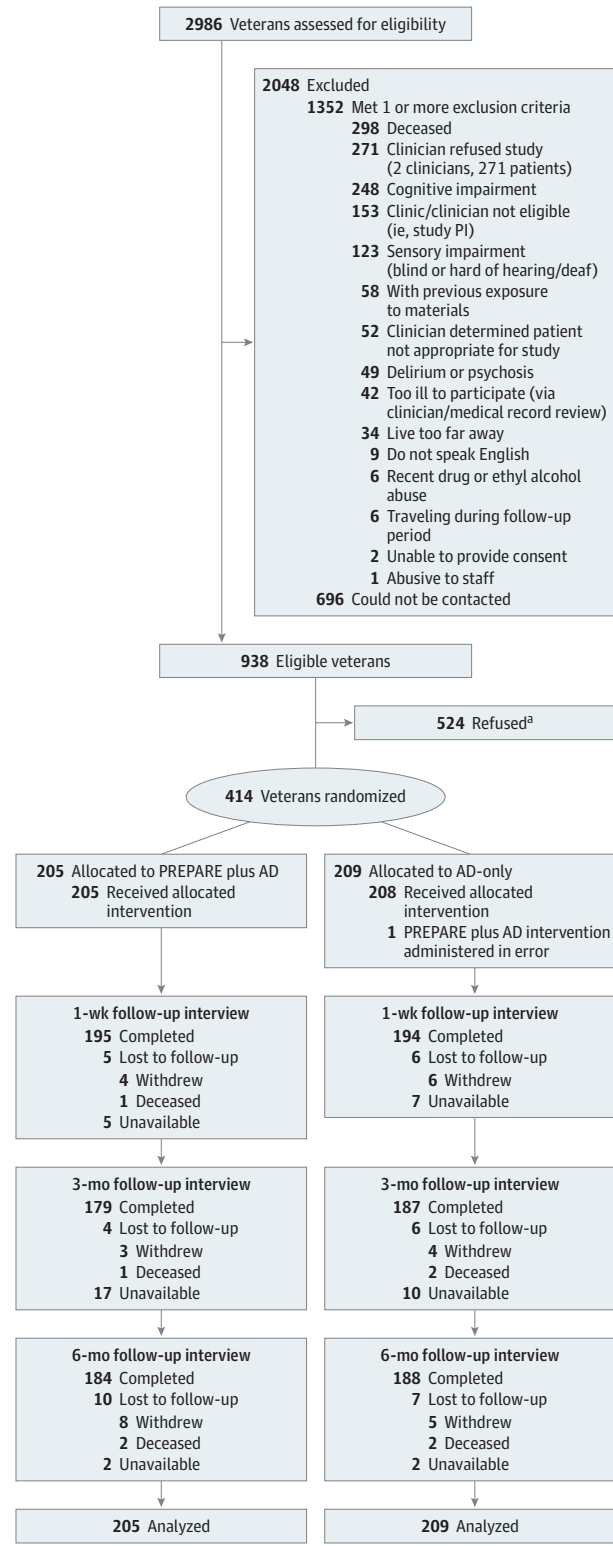 2986 Veterans assessed for eligibility
2048 Excluded
1352 Met 1 or more exclusion criteria
298 Deceased
271 Clinician refused study
(2 clinicians, 271 patients)
248 Cognitive impairment
153 Clinic/clinician not eligible
(ie, study PI)
123 Sensory impairment
(blind or hard of hearing/deaf)
58 With previous exposure
to materials
52 Clinician determined patient
not appropriate for study
49 Delirium or psychosis
42 Too ill to participate (via
clinician/medical record review)
34 Live too far away
9 Do not speak English
6 Recent drug or ethyl alcohol
abuse
6 Traveling during follow-up
period
2 Unable to provide consent
1 Abusive to staff
696 Could not be contacted
938 Eligible veterans
524 Refusedᵃ
414 Veterans randomized
205 Allocated to PREPARE plus AD
205 Received allocated
intervention
209 Allocated to AD-only
208 Received allocated
intervention
1 PREPARE plus AD intervention
administered in error
1-wk follow-up interview
195 Completed
5 Lost to follow-up
4 Withdrew
1 Deceased
5 Unavailable
1-wk follow-up interview
194 Completed
6 Lost to follow-up
6 Withdrew
7 Unavailable
3-mo follow-up interview
179 Completed
4 Lost to follow-up
3 Withdrew
1 Deceased
17 Unavailable
3-mo follow-up interview
187 Completed
6 Lost to follow-up
4 Withdrew
2 Deceased
10 Unavailable
6-mo follow-up interview
184 Completed
10 Lost to follow-up
8 Withdrew
2 Deceased
2 Unavailable
6-mo follow-up interview
188 Completed
7 Lost to follow-up
5 Withdrew
2 Deceased
2 Unavailable
205 Analyzed
209 Analyzed